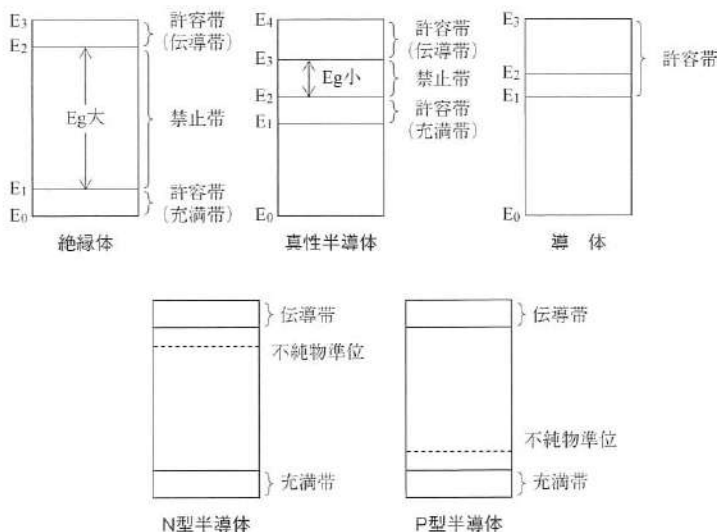 E3
許容帯
(伝導帯)
E2
Eg大
禁止帯
E1
許容帯
(充満帯)
E0
絶縁体
E4
許容帯
(伝導帯)
E3
Eg小
禁止帯
E2
許容帯
(充満帯)
E1
E0
真性半導体
E3
許容帯
E2
E1
E0
導 体
伝導帯
不純物準位
充満帯
N型半導体
伝導帯
不純物準位
充満帯
P型半導体